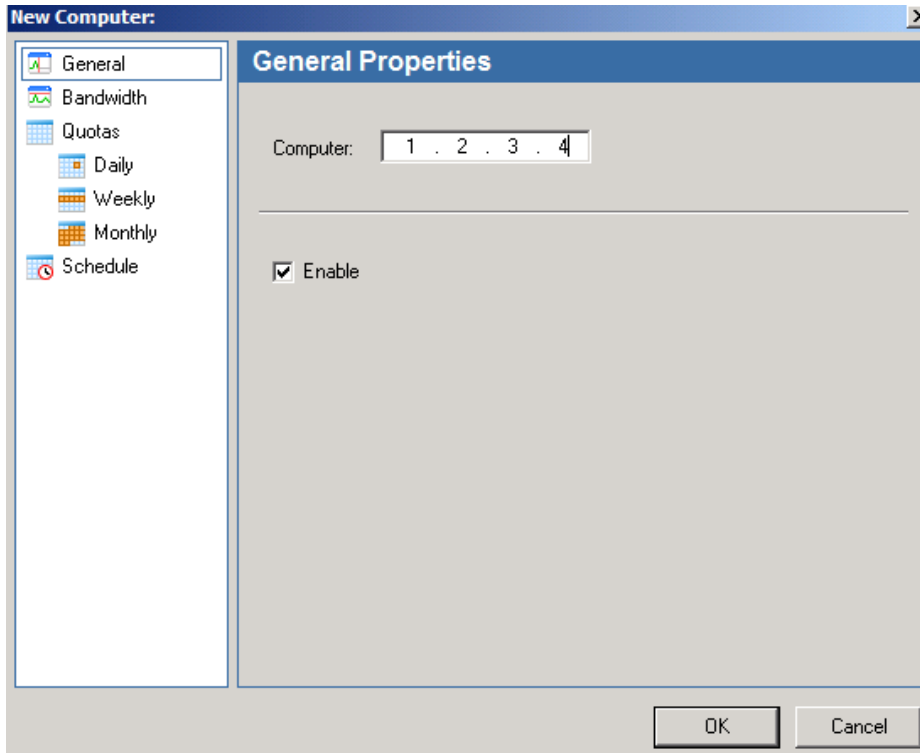 New Computer:
General
Bandwidth
Quotas
Daily
Weekly
Monthly
Schedule
General Properties
Computer: 1 . 2 . 3 . 4
Enable
OK
Cancel